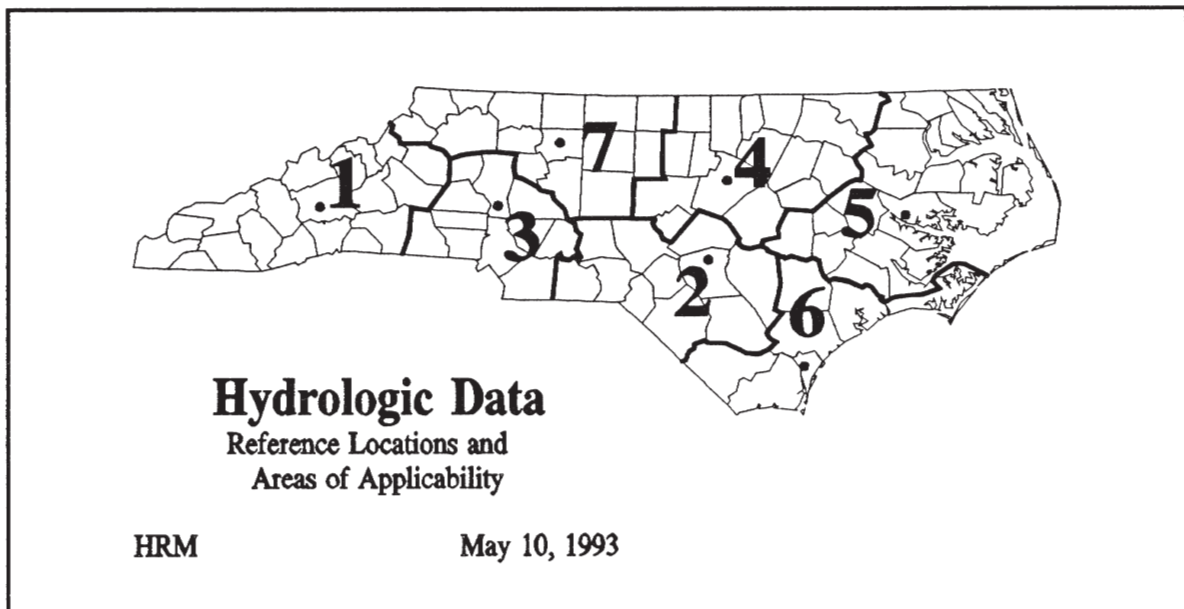 1
7
4
3
5
2
6
Hydrologic Data
Reference Locations and
Areas of Applicability
HRM May 10, 1993